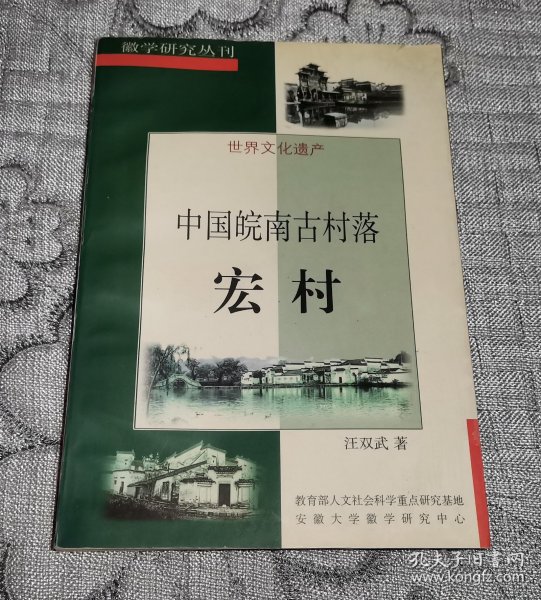 徽学研究丛刊
世界文化遗产
中国皖南古村落
宏村
汪双武 著
教育部人文社会科学重点研究基地
安徽大学徽学研究中心
孔夫子旧书网
www.kongfz.com